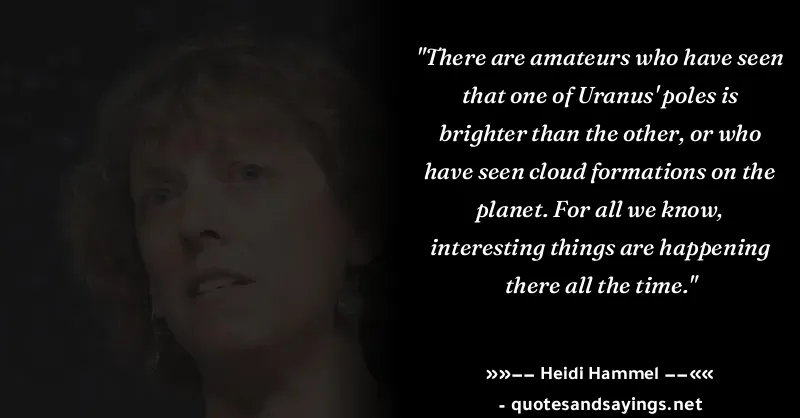 "There are amateurs who have seen
that one of Uranus' poles is
brighter than the other, or who
have seen cloud formations on the
planet. For all we know,
interesting things are happening
there all the time."
»»−− Heidi Hammel −−««
- quotesandsayings.net